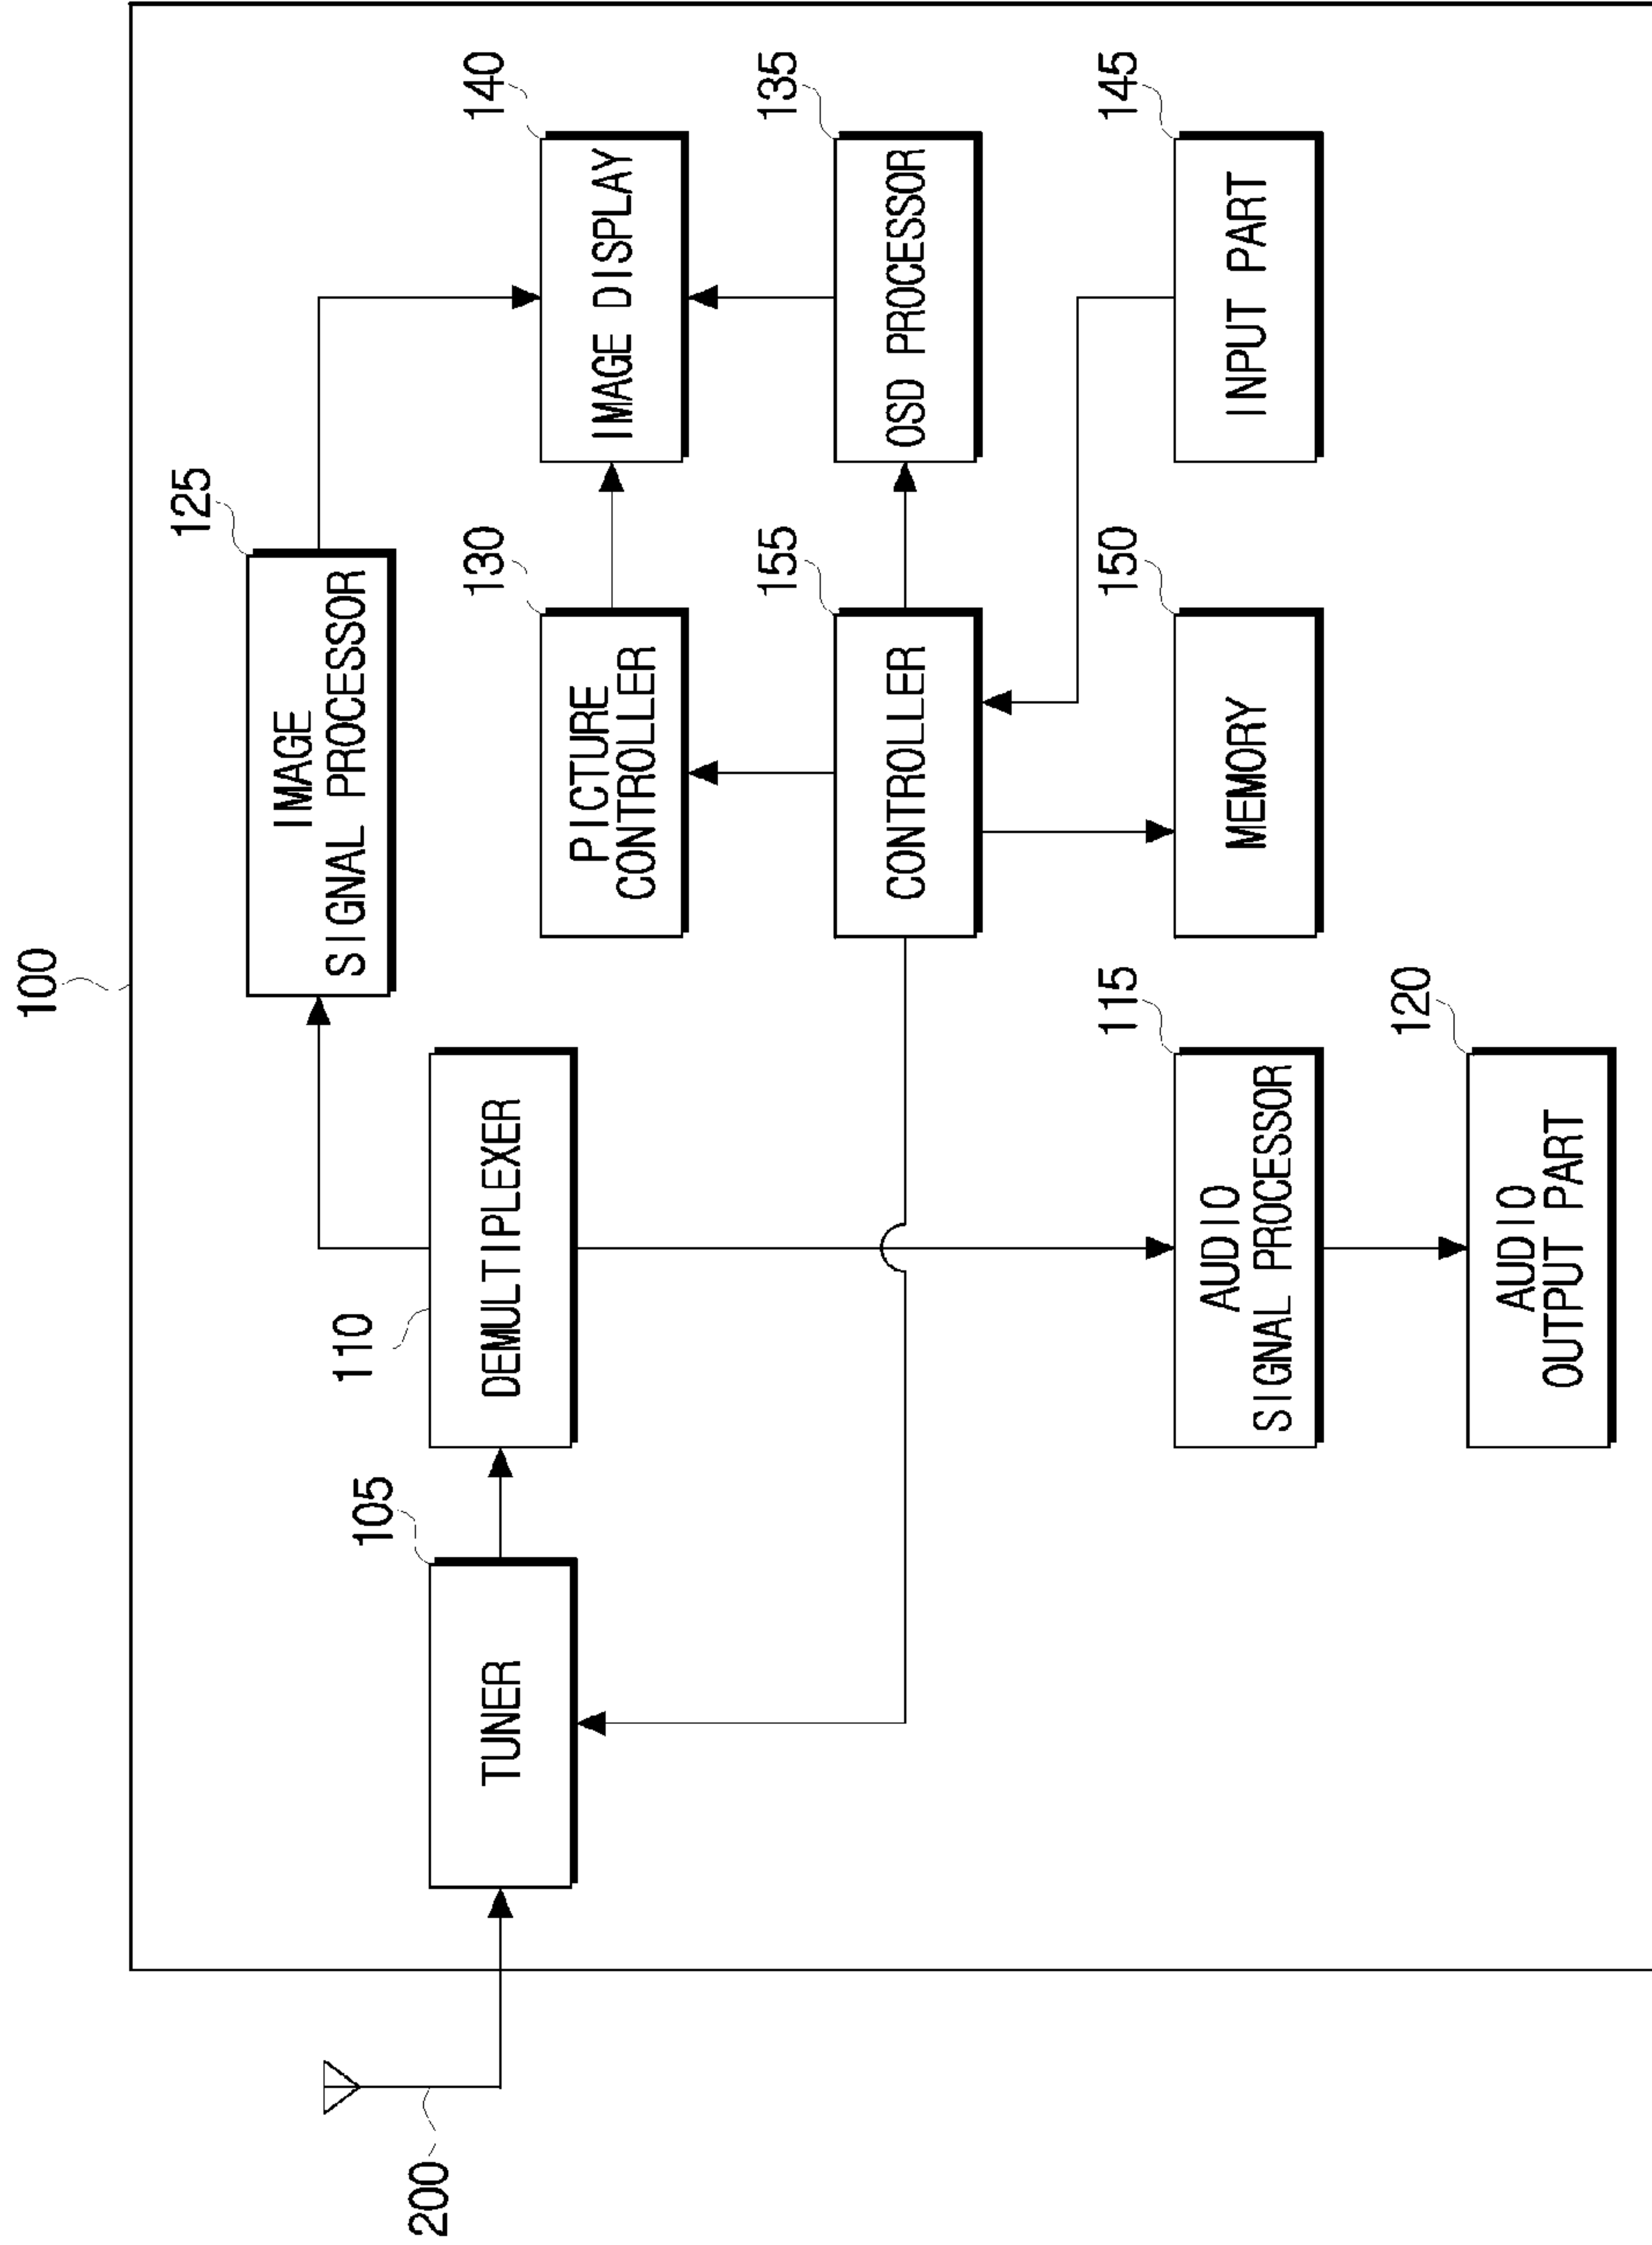 100
125
IMAGE
SIGNAL PROCESSOR
110
DEMULTIPLEXER
105
TUNER
200
130
PICTURE
CONTROLLER
140
IMAGE DISPLAY
155
CONTROLLER
135
OSD PROCESSOR
115
AUDIO
SIGNAL PROCESSOR
150
MEMORY
145
INPUT PART
120
AUDIO
OUTPUT PART